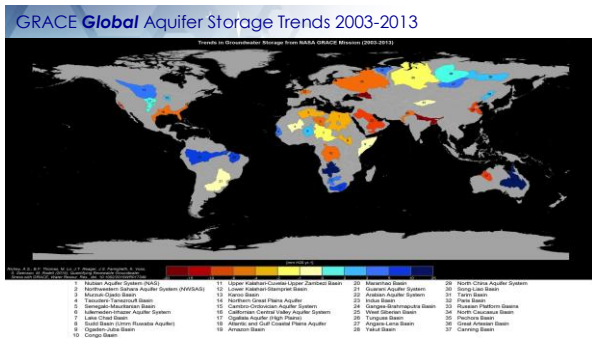 GRACE Global Aquifer Storage Trends 2003-2013
Trends in Groundwater Storage from NASA GRACE Mission (2003-2013)
1 Nubian Aquifer System (NAS)
2 Northwestern Sahara Aquifer System (NWSAS)
3 Murzuk-Djado Basin
4 Taoudeni-Tanezrouft Basin
5 Senegalo-Mauritanian Basin
6 Iullemeden-Irhazer Aquifer System
7 Lake Chad Basin
8 Sudd Basin (Umm Ruwaba Aquifer)
9 Ogaden-Juba Basin
10 Congo Basin
11 Upper Kalahari-Cuvelai-Upper Zambezi Basin
12 Lower Kalahari-Stampriet Basin
13 Karoo Basin
14 Northern Great Plains Aquifer
15 Cambro-Ordovician Aquifer System
16 Californian Central Valley Aquifer System
17 Ogallala Aquifer (High Plains)
18 Atlantic and Gulf Coastal Plains Aquifer
19 Amazon Basin
20 Maranhao Basin
21 Guarani Aquifer System
22 Arabian Aquifer System
23 Indus Basin
24 Ganges-Brahmaputra Basin
25 West Siberian Basin
26 Tunguss Basin
27 Angara-Lena Basin
28 Yakut Basin
29 North China Aquifer System
30 Song-Liao Basin
31 Tarim Basin
32 Paris Basin
33 Russian Platform Basins
34 North Caucasus Basin
35 Pechora Basin
36 Great Artesian Basin
37 Canning Basin